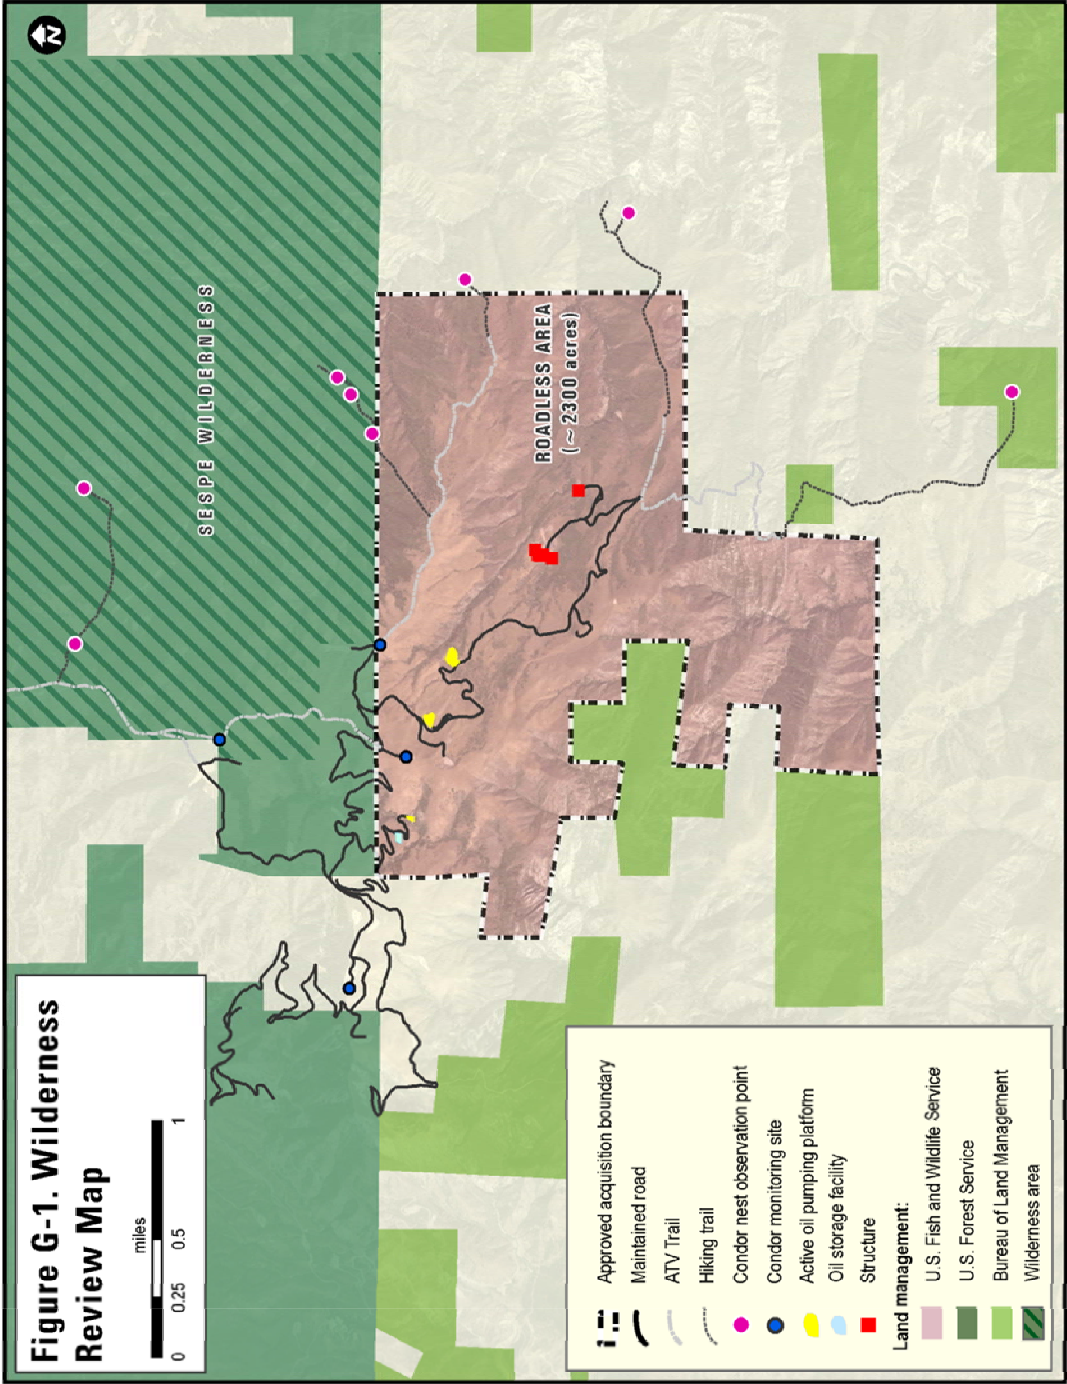 Figure G-1. Wilderness
Review Map
miles
0 0.25 0.5 1
N
SESPE WILDERNESS
ROADLESS AREA
(~ 2300 acres)
Approved acquisition boundary
Maintained road
ATV Trail
Hiking trail
Condor nest observation point
Condor monitoring site
Active oil pumping platform
Oil storage facility
Structure
Land management:
U.S. Fish and Wildlife Service
U.S. Forest Service
Bureau of Land Management
Wilderness area